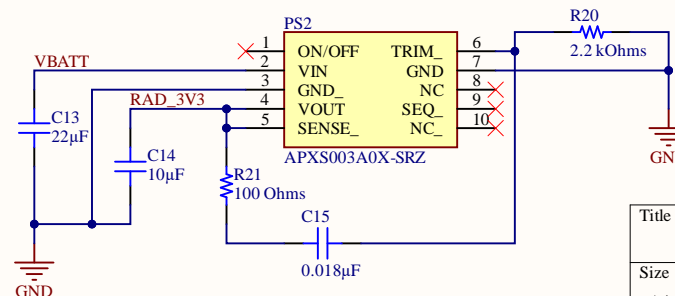 PS2
R20
2.2 kOhms
1 ON/OFF TRIM_ 6
VBATT 2 VIN GND 7
3 GND_ NC 8
RAD_3V3 4 VOUT SEQ_ 9
5 SENSE_ NC_ 10
APXS003A0X-SRZ
C13
22µF
C14
10µF
R21
100 Ohms
C15
0.018µF
GND
GN
Title
Size